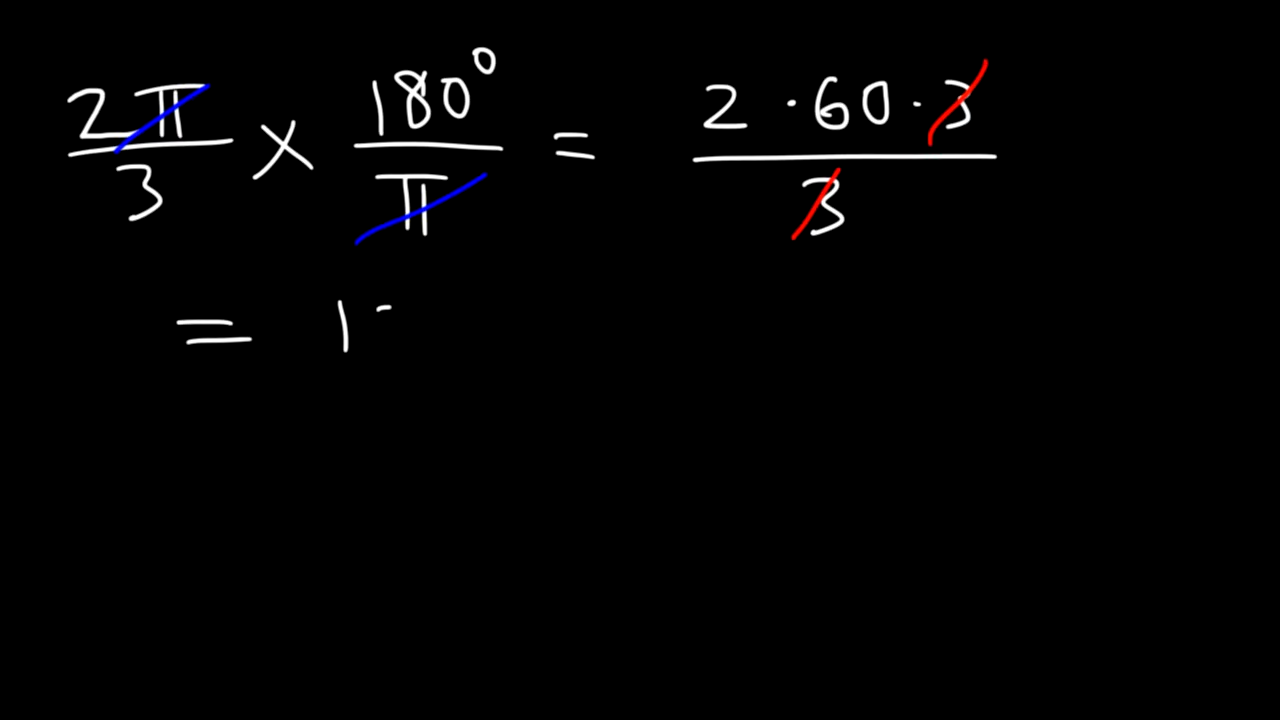 2π/3 × 180°/π = 2 · 60 · 3/3
= 1